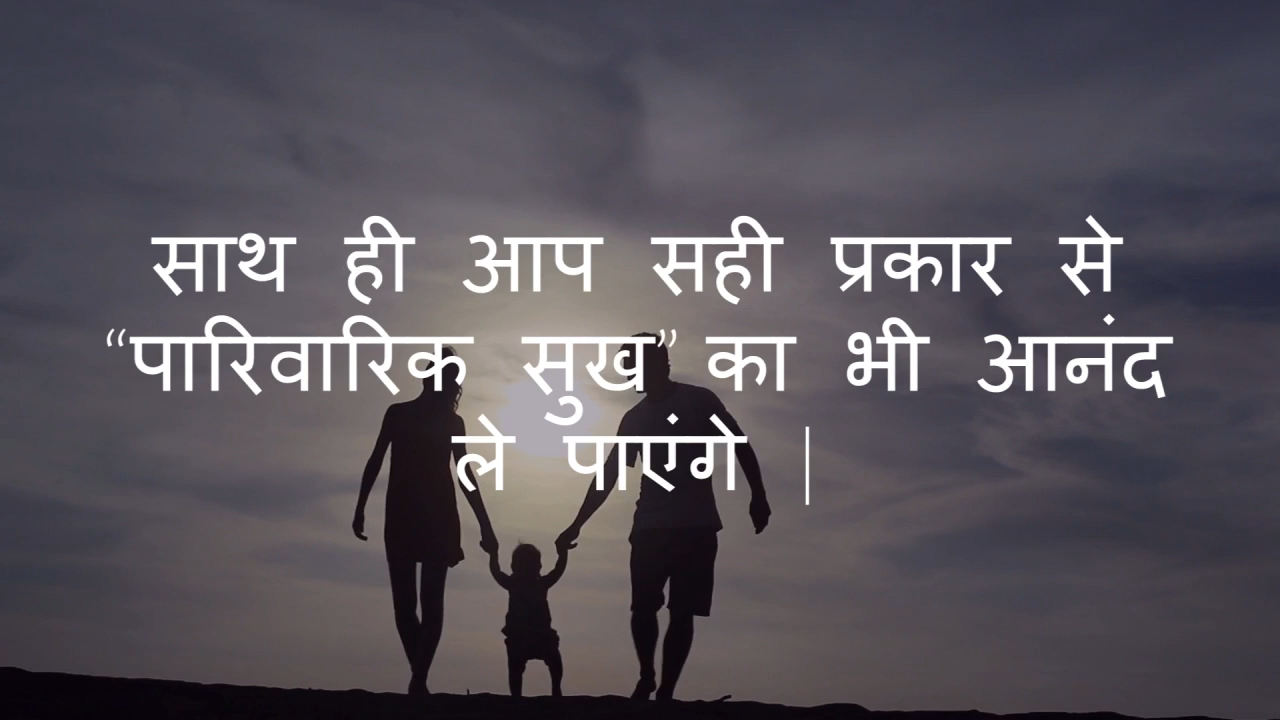 साथ ही आप सही प्रकार से
“पारिवारिक सुख” का भी आनंद
ले पाएंगे |